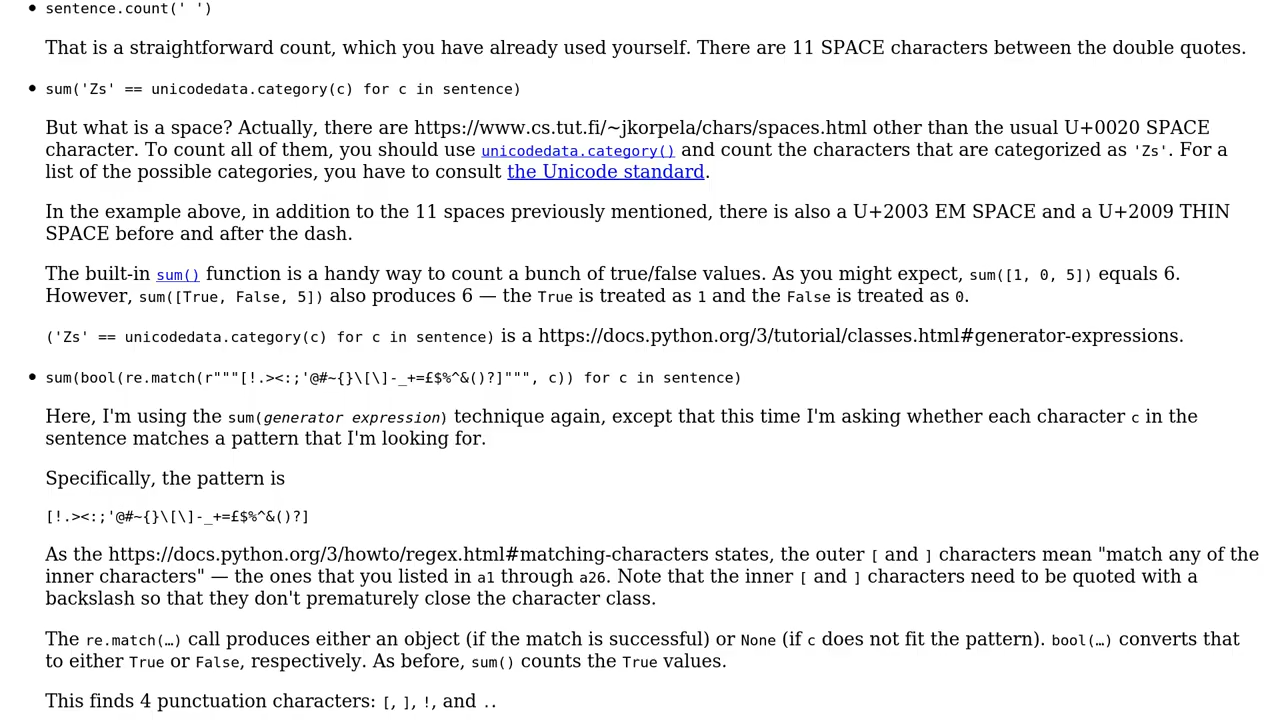 sentence.count(' ')
That is a straightforward count, which you have already used yourself. There are 11 SPACE characters between the double quotes.
sum('Zs' == unicodedata.category(c) for c in sentence)
But what is a space? Actually, there are https://www.cs.tut.fi/~jkorpela/chars/spaces.html other than the usual U+0020 SPACE
character. To count all of them, you should use unicodedata.category() and count the characters that are categorized as 'Zs'. For a
list of the possible categories, you have to consult the Unicode standard.
In the example above, in addition to the 11 spaces previously mentioned, there is also a U+2003 EM SPACE and a U+2009 THIN
SPACE before and after the dash.
The built-in sum() function is a handy way to count a bunch of true/false values. As you might expect, sum([1, 0, 5]) equals 6.
However, sum([True, False, 5]) also produces 6 — the True is treated as 1 and the False is treated as 0.
('Zs' == unicodedata.category(c) for c in sentence) is a https://docs.python.org/3/tutorial/classes.html#generator-expressions.
sum(bool(re.match(r"""[!.><:;'@#~{}\[\]-_+=£$%^&()?]""", c)) for c in sentence)
Here, I'm using the sum(generator expression) technique again, except that this time I'm asking whether each character c in the
sentence matches a pattern that I'm looking for.
Specifically, the pattern is
[!.><:;'@#~{}\[\]-_+=£$%^&()?]
As the https://docs.python.org/3/howto/regex.html#matching-characters states, the outer [ and ] characters mean "match any of the
inner characters" — the ones that you listed in a1 through a26. Note that the inner [ and ] characters need to be quoted with a
backslash so that they don't prematurely close the character class.
The re.match(…) call produces either an object (if the match is successful) or None (if c does not fit the pattern). bool(…) converts that
to either True or False, respectively. As before, sum() counts the True values.
This finds 4 punctuation characters: [, ], !, and ..